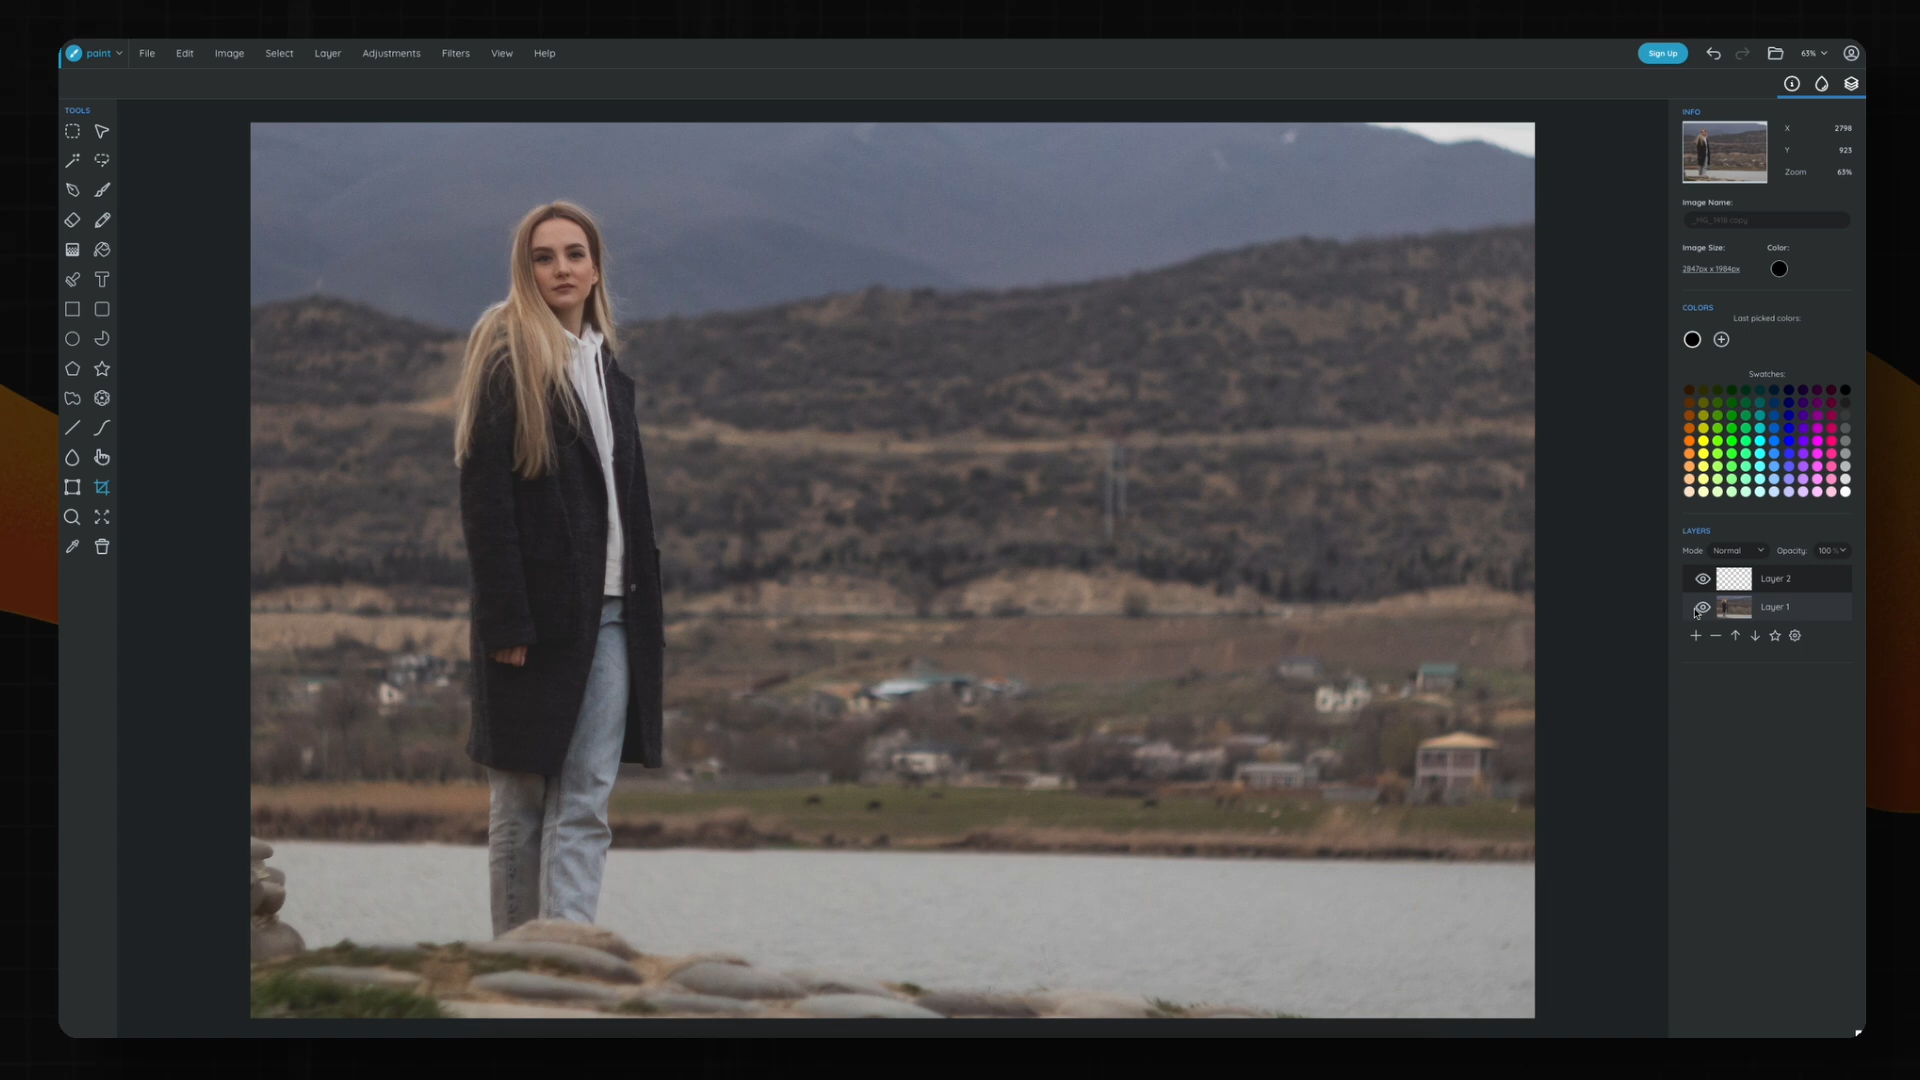 paint File Edit Image Select Layer Adjustments Filters View Help Sign Up 63%
TOOLS
INFO
X 2798
Y 923
Zoom 63%
Image Name:
_MG_1418 copy
Image Size: Color:
2847px x 1984px
COLORS
Last picked colors:
Swatches:
LAYERS
Mode Normal Opacity: 100 %
Layer 2
Layer 1